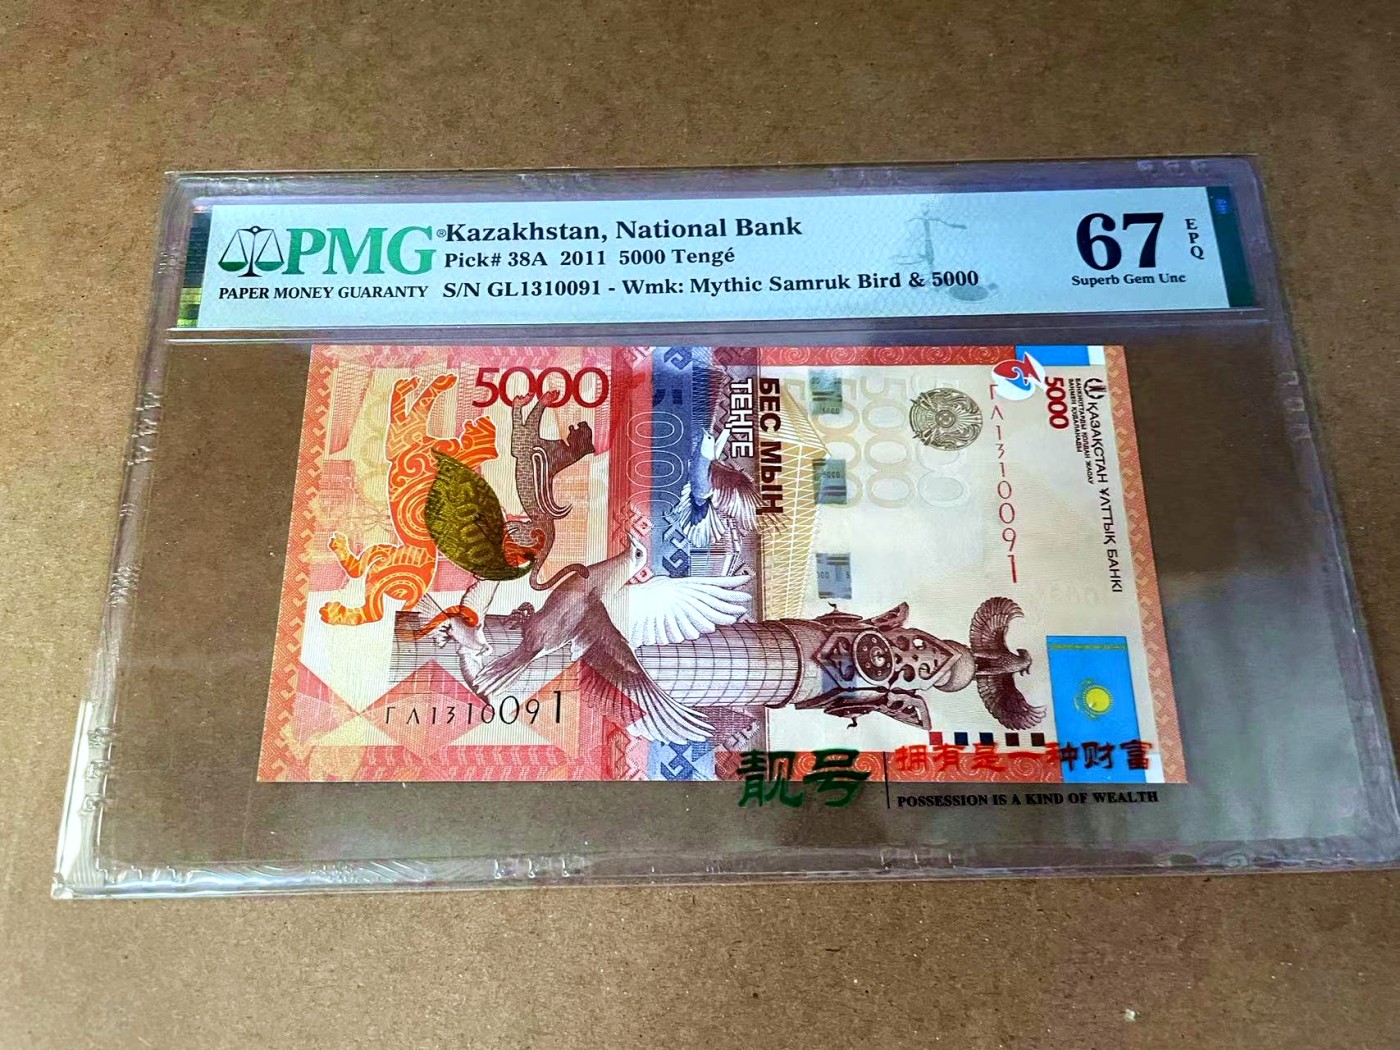 PMG®
PAPER MONEY GUARANTY
Kazakhstan, National Bank
Pick# 38A 2011 5000 Tengé
S/N GL1310091 - Wmk: Mythic Samruk Bird & 5000
67
EPQ
Superb Gem Unc
5000
5000
БЕС МЫҢ
ТЕҢГЕ
5000
ҚАЗАҚСТАН ҰЛТТЫҚ БАНКІ
ГЛ1310091
ГЛ1310091
靓号
拥有是一种财富
POSSESSION IS A KIND OF WEALTH